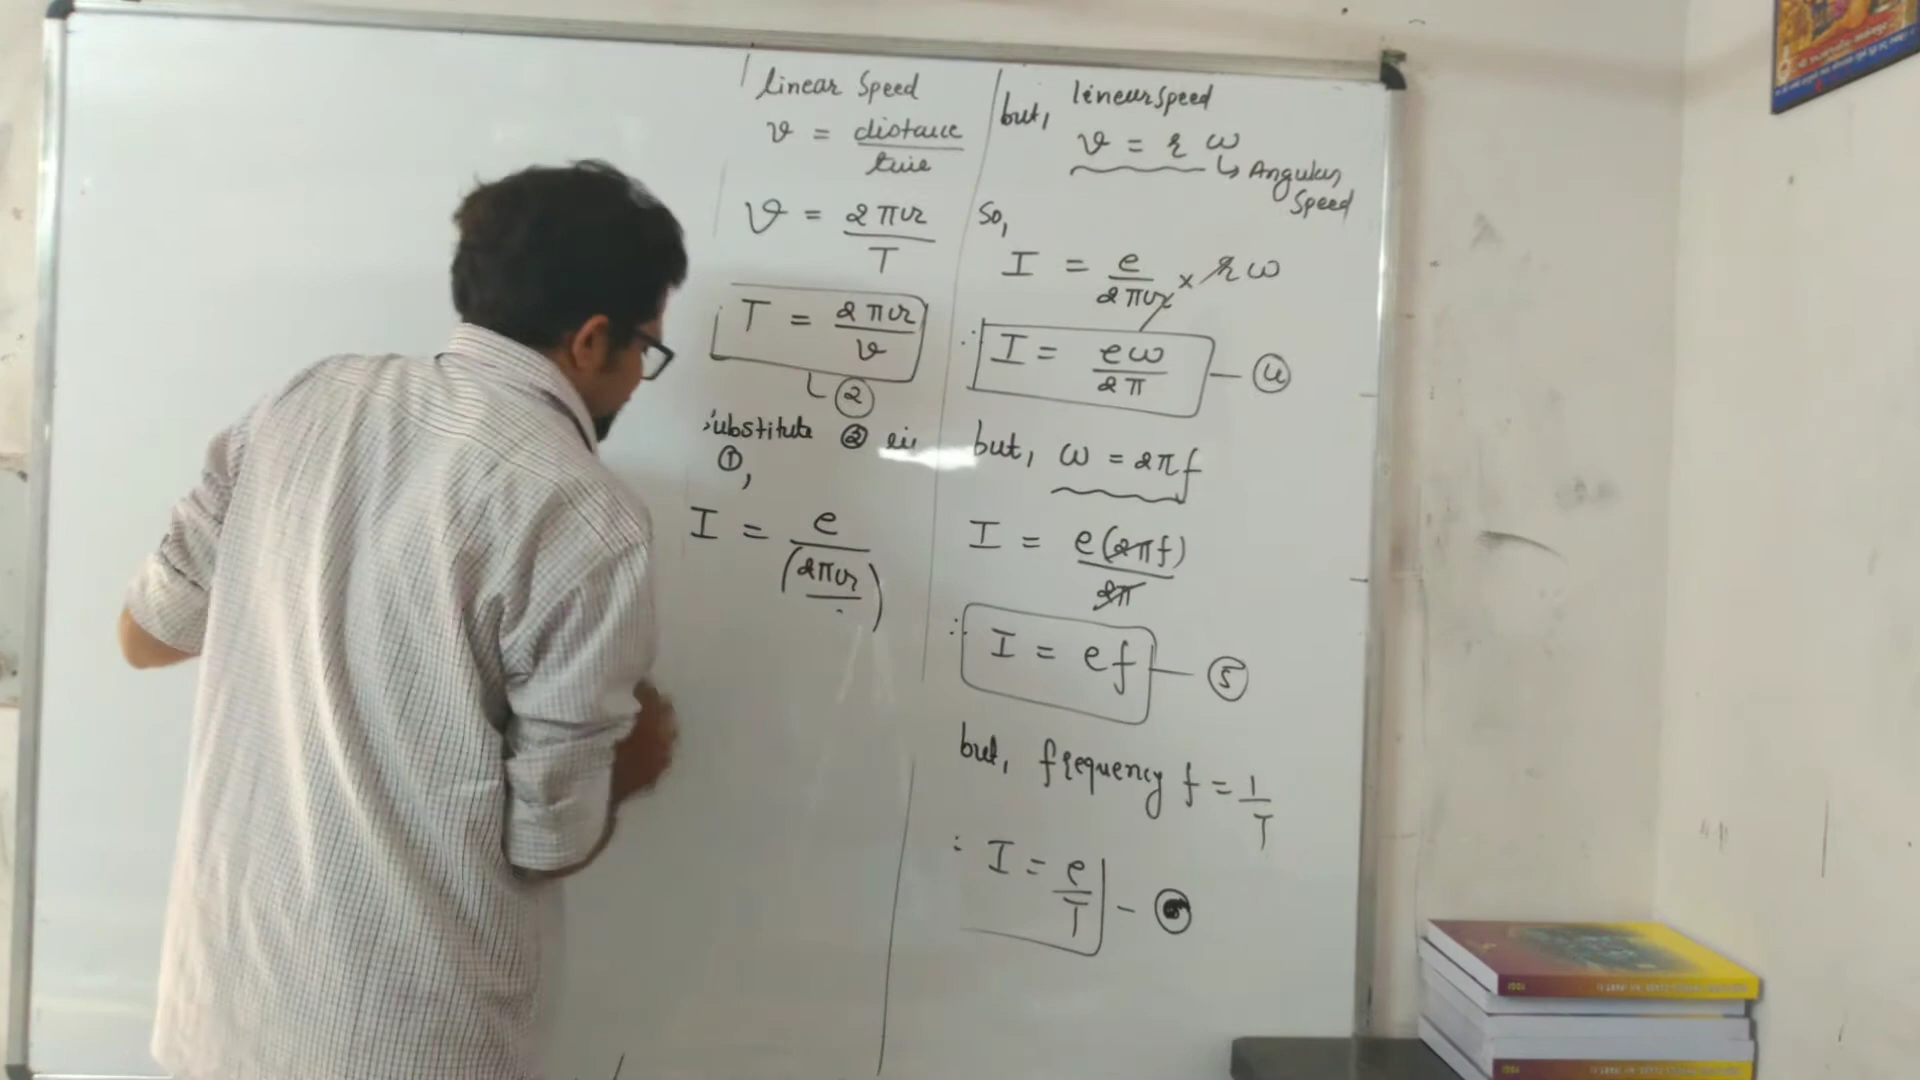 linear Speed
v = distance / time
v = 2πr / T
T = 2πr / v
②
substitute ② in
①,
I = e / (2πr / )
but, linear speed
v = r ω
↳ Angular
Speed
So,
I = e / 2πr × r ω
∴ I = eω / 2π — ④
but, ω = 2πf
I = e(2πf) / 2π
∴ I = ef — ⑤
but, frequency f = 1 / T
∴ I = e / T — ⑥